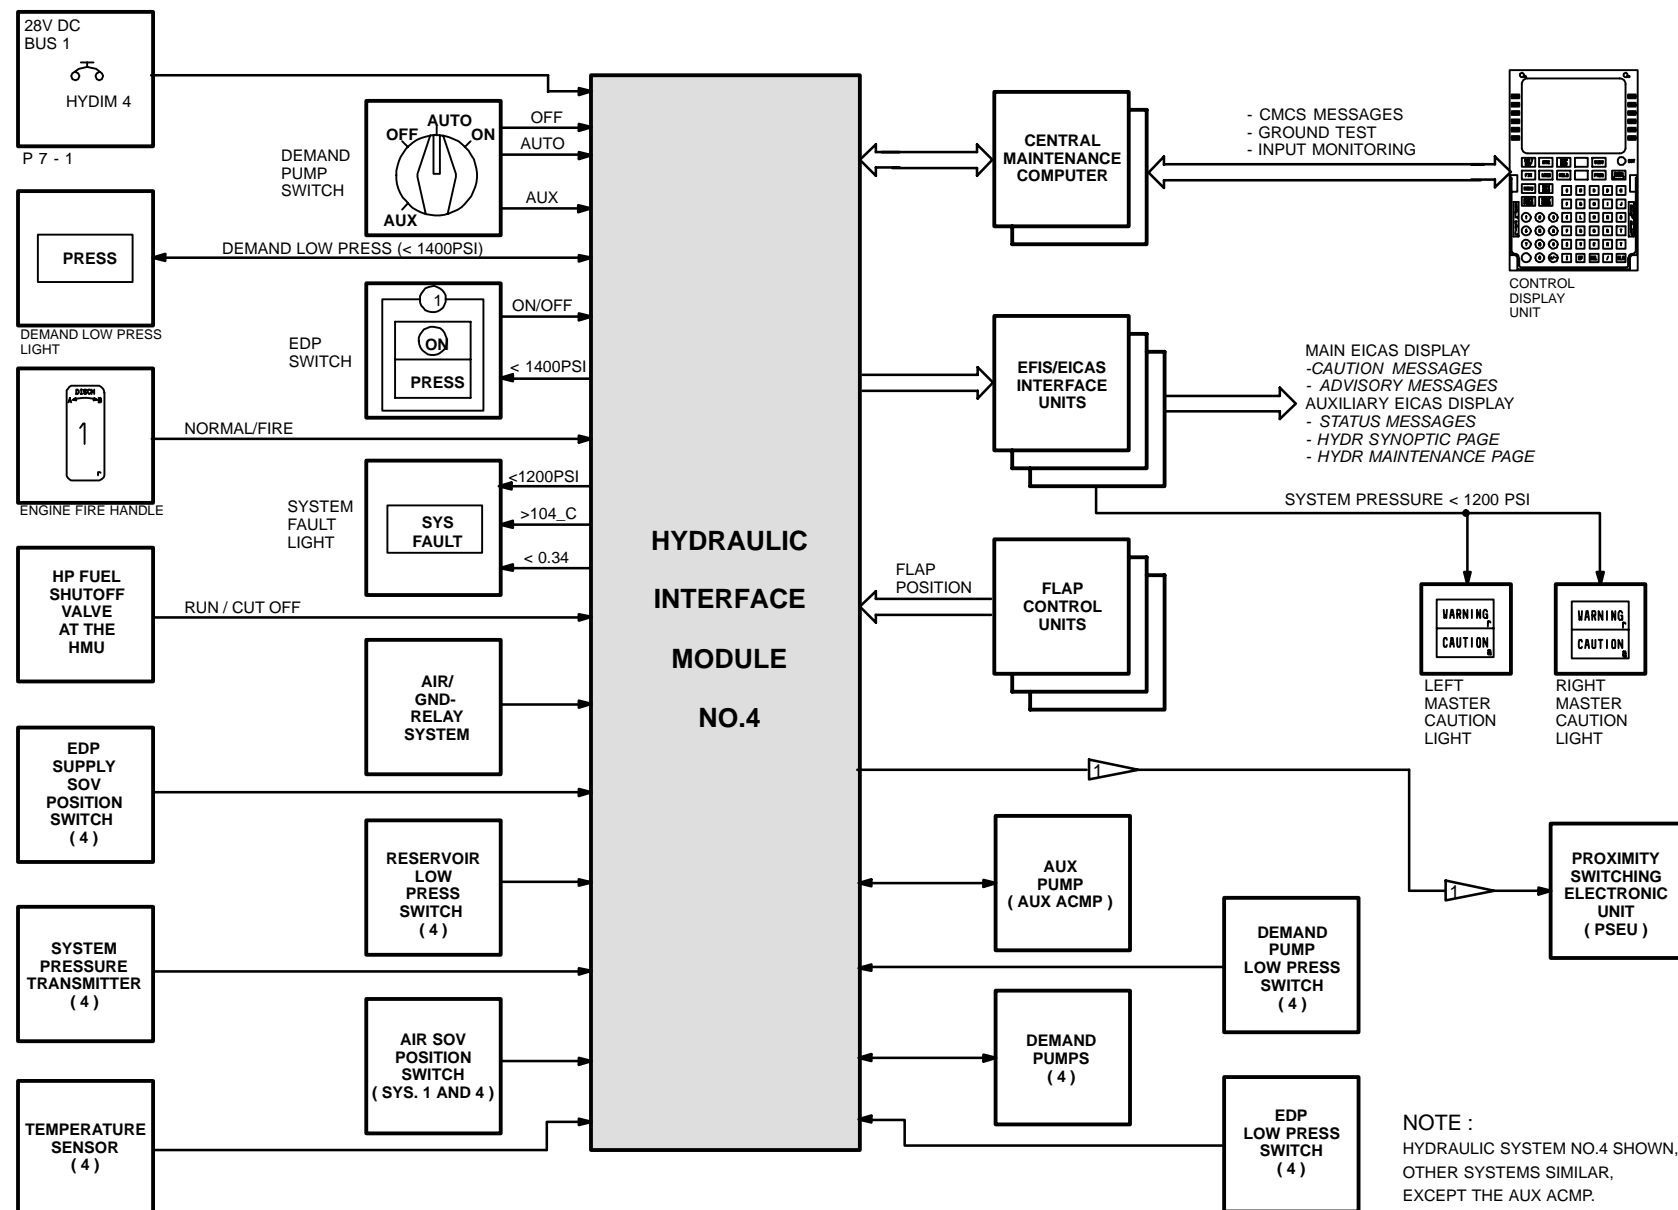 28V DC
BUS 1
HYDIM 4
P 7 - 1
DEMAND
PUMP
SWITCH
OFF
AUTO
ON
AUX
OFF
AUTO
AUX
PRESS
DEMAND LOW PRESS (< 1400PSI)
DEMAND LOW PRESS
LIGHT
EDP
SWITCH
1
ON
PRESS
ON/OFF
< 1400PSI
DISCH
A B
1
NORMAL/FIRE
ENGINE FIRE HANDLE
SYSTEM
FAULT
LIGHT
SYS
FAULT
<1200PSI
>104_C
< 0.34
HP FUEL
SHUTOFF
VALVE
AT THE
HMU
RUN / CUT OFF
AIR/
GND-
RELAY
SYSTEM
EDP
SUPPLY
SOV
POSITION
SWITCH
( 4 )
RESERVOIR
LOW
PRESS
SWITCH
( 4 )
SYSTEM
PRESSURE
TRANSMITTER
( 4 )
AIR SOV
POSITION
SWITCH
( SYS. 1 AND 4 )
TEMPERATURE
SENSOR
( 4 )
HYDRAULIC
INTERFACE
MODULE
NO.4
CENTRAL
MAINTENANCE
COMPUTER
- CMCS MESSAGES
- GROUND TEST
- INPUT MONITORING
CONTROL
DISPLAY
UNIT
EFIS/EICAS
INTERFACE
UNITS
MAIN EICAS DISPLAY
-CAUTION MESSAGES
- ADVISORY MESSAGES
AUXILIARY EICAS DISPLAY
- STATUS MESSAGES
- HYDR SYNOPTIC PAGE
- HYDR MAINTENANCE PAGE
SYSTEM PRESSURE < 1200 PSI
FLAP
POSITION
FLAP
CONTROL
UNITS
WARNING
CAUTION
LEFT
MASTER
CAUTION
LIGHT
WARNING
CAUTION
RIGHT
MASTER
CAUTION
LIGHT
1
1
AUX
PUMP
( AUX ACMP )
PROXIMITY
SWITCHING
ELECTRONIC
UNIT
( PSEU )
DEMAND
PUMP
LOW PRESS
SWITCH
( 4 )
DEMAND
PUMPS
( 4 )
EDP
LOW PRESS
SWITCH
( 4 )
NOTE :
HYDRAULIC SYSTEM NO.4 SHOWN,
OTHER SYSTEMS SIMILAR,
EXCEPT THE AUX ACMP.